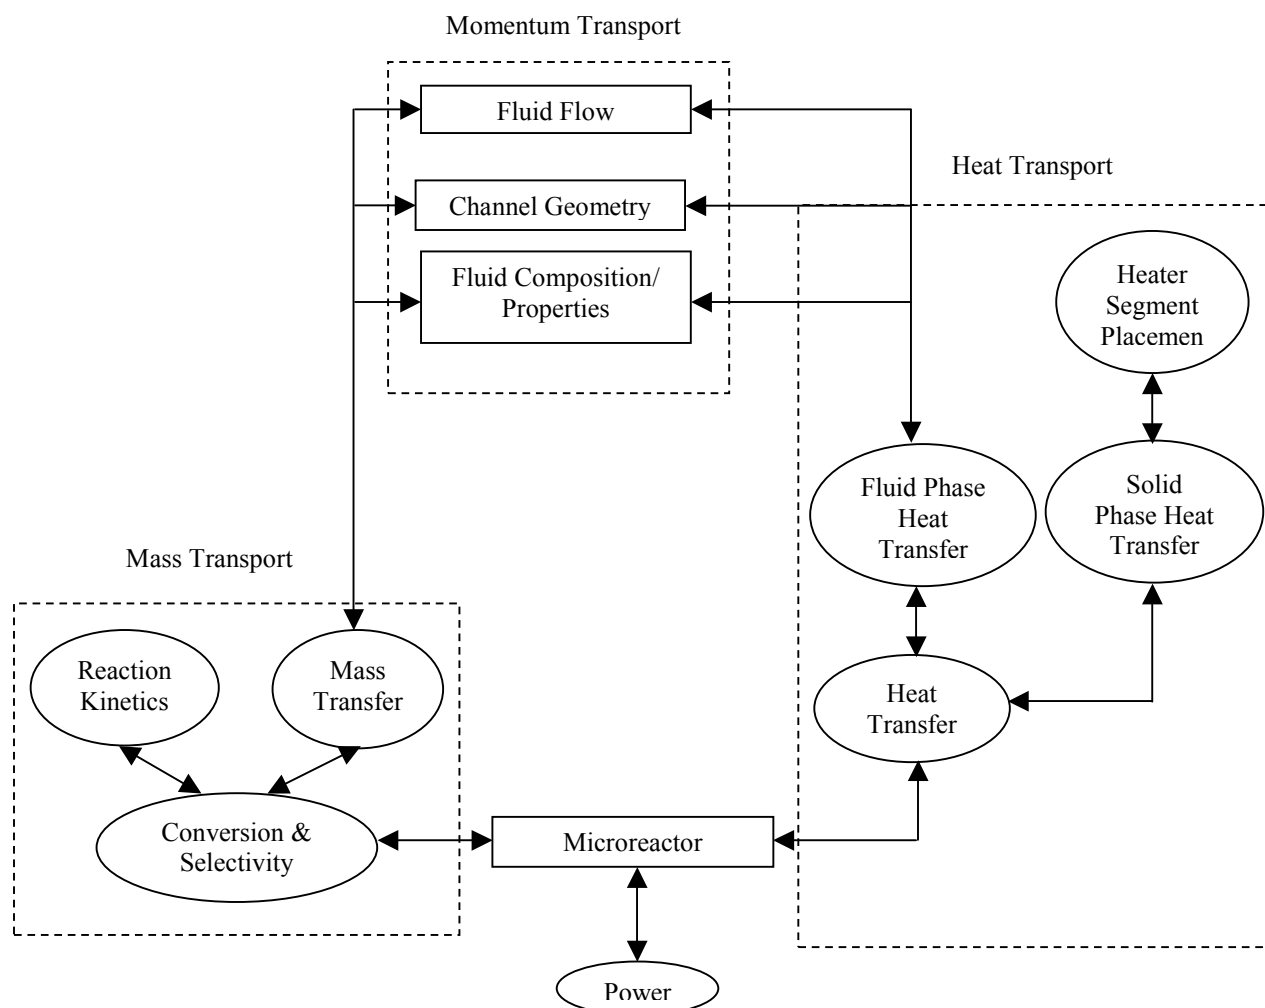 Momentum Transport
Fluid Flow
Channel Geometry
Fluid Composition/
Properties
Heat Transport
Heater
Segment
Placemen
Fluid Phase
Heat
Transfer
Solid
Phase Heat
Transfer
Heat
Transfer
Mass Transport
Reaction
Kinetics
Mass
Transfer
Conversion &
Selectivity
Microreactor
Power